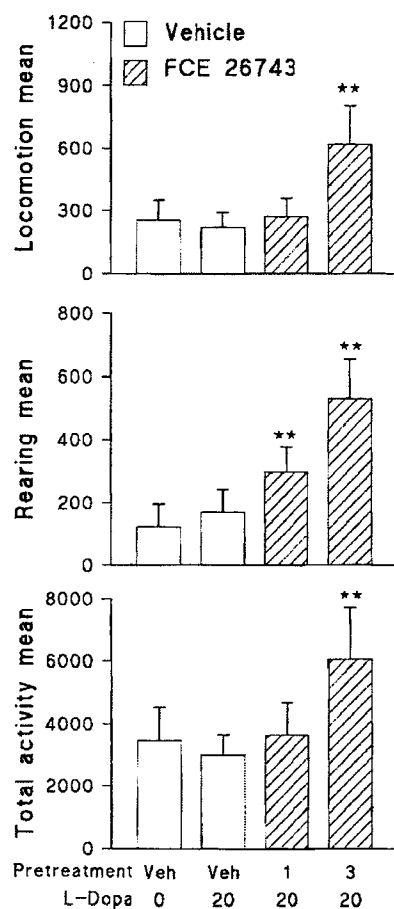 Vehicle
FCE 26743
Locomotion mean
1200
900
600
300
0
**
Rearing mean
800
600
400
200
0
**
**
Total activity mean
8000
6000
4000
2000
0
**
Pretreatment Veh Veh 1 3
L-Dopa 0 20 20 20